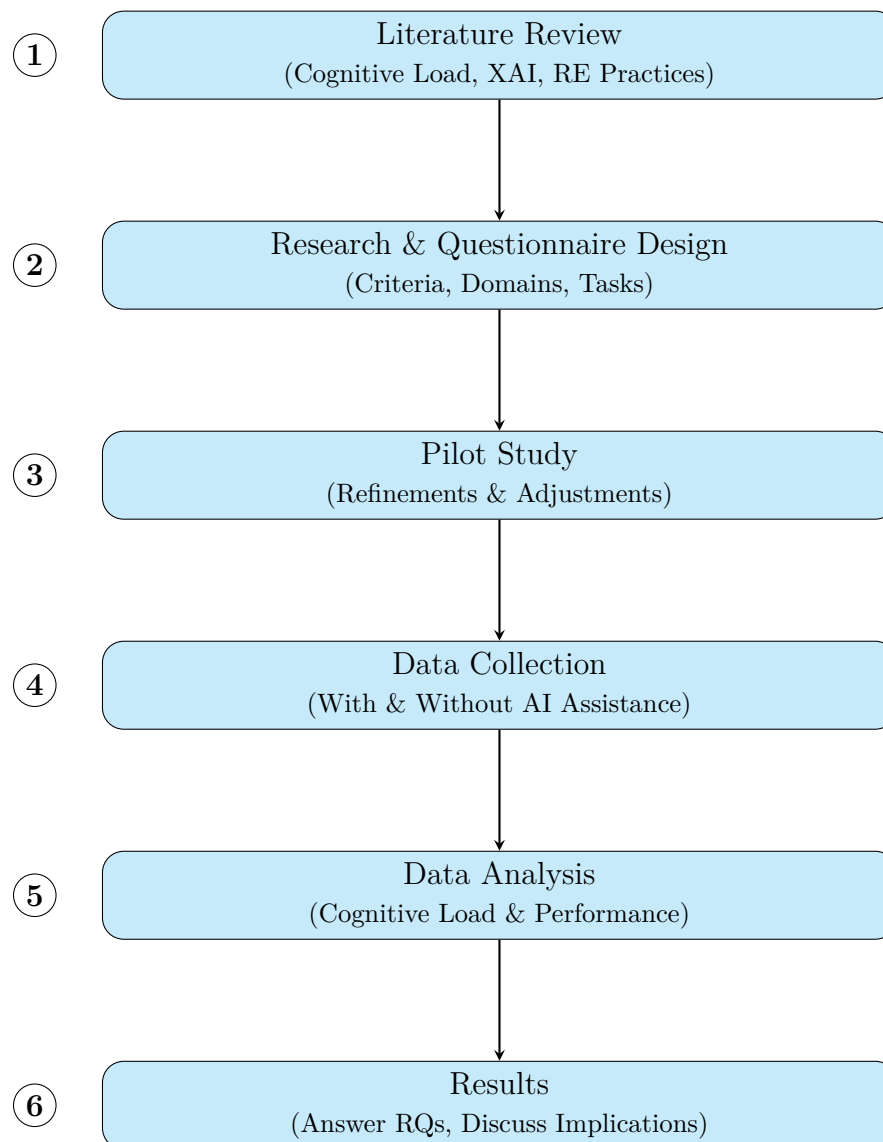 1
Literature Review
(Cognitive Load, XAI, RE Practices)
2
Research & Questionnaire Design
(Criteria, Domains, Tasks)
3
Pilot Study
(Refinements & Adjustments)
4
Data Collection
(With & Without AI Assistance)
5
Data Analysis
(Cognitive Load & Performance)
6
Results
(Answer RQs, Discuss Implications)